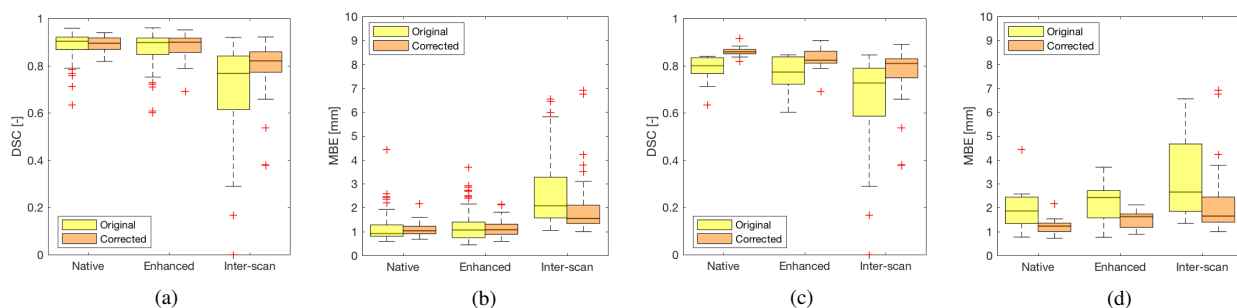 1
0.8
0.6
0.4
0.2
0
DSC [-]
Original
Corrected
Native
Enhanced
Inter-scan
(a)
10
9
8
7
6
5
4
3
2
1
0
MBE [mm]
Original
Corrected
Native
Enhanced
Inter-scan
(b)
1
0.8
0.6
0.4
0.2
0
DSC [-]
Original
Corrected
Native
Enhanced
Inter-scan
(c)
10
9
8
7
6
5
4
3
2
1
0
MBE [mm]
Original
Corrected
Native
Enhanced
Inter-scan
(d)